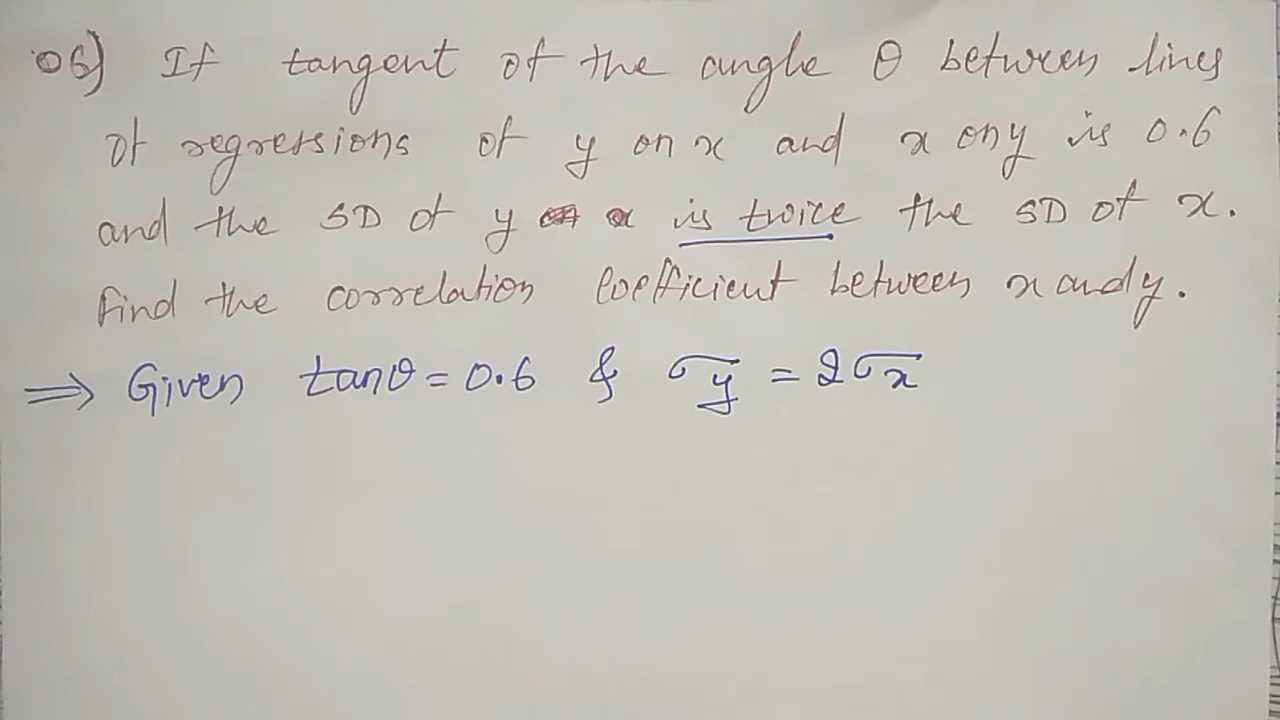 06) If tangent of the angle θ between lines
of regressions of y on x and x on y is 0.6
and the SD of y is twice the SD of x.
Find the correlation coefficient between x and y.
⇒ Given tanθ = 0.6 & σy = 2σx